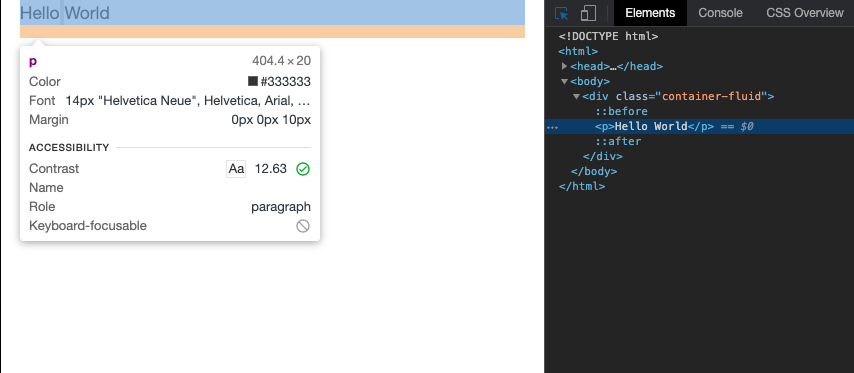 Hello World
p 404.4 × 20
Color #333333
Font 14px "Helvetica Neue", Helvetica, Arial, …
Margin 0px 0px 10px
ACCESSIBILITY
Contrast Aa 12.63
Name
Role paragraph
Keyboard-focusable
Elements Console CSS Overview
<!DOCTYPE html>
<html>
<head>…</head>
<body>
<div class="container-fluid">
::before
… <p>Hello World</p> == $0
::after
</div>
</body>
</html>